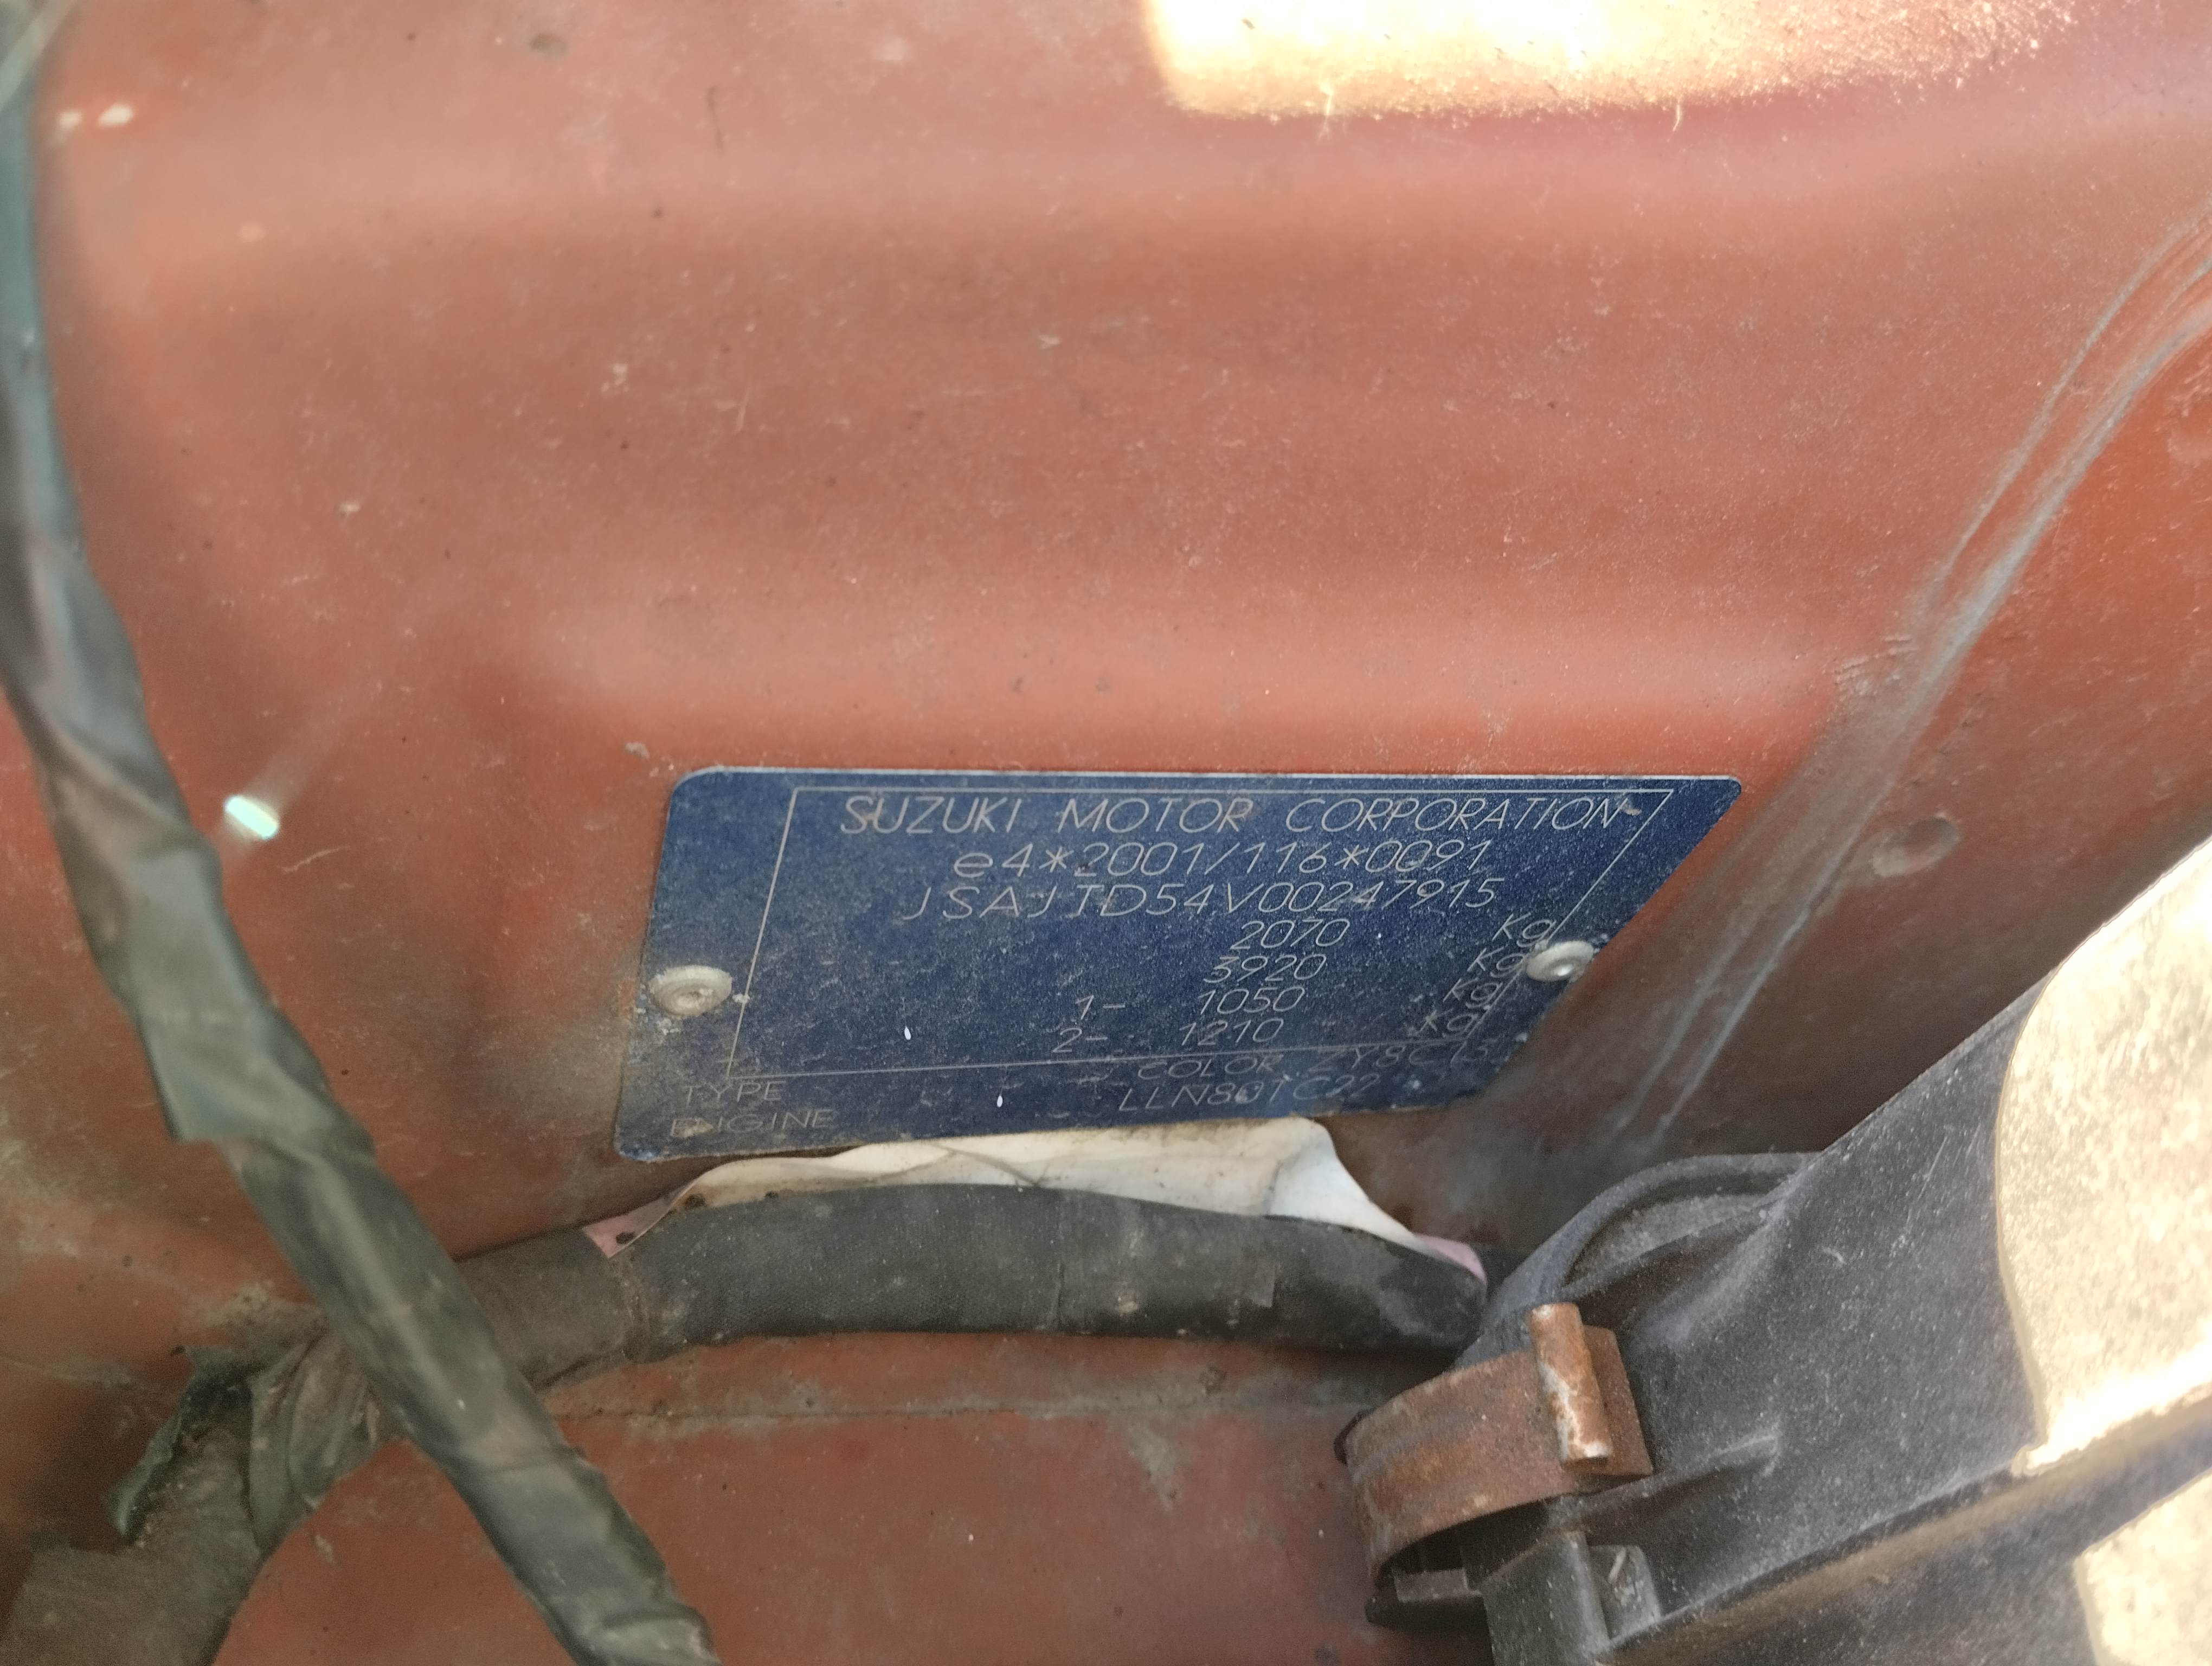 SUZUKI MOTOR CORPORATION
e4*2001/116*0091
JSAJTD54V00247915
2070 Kg
3920 Kg
1- 1050 Kg
2- 1210 Kg
TYPE COLOR
ENGINE